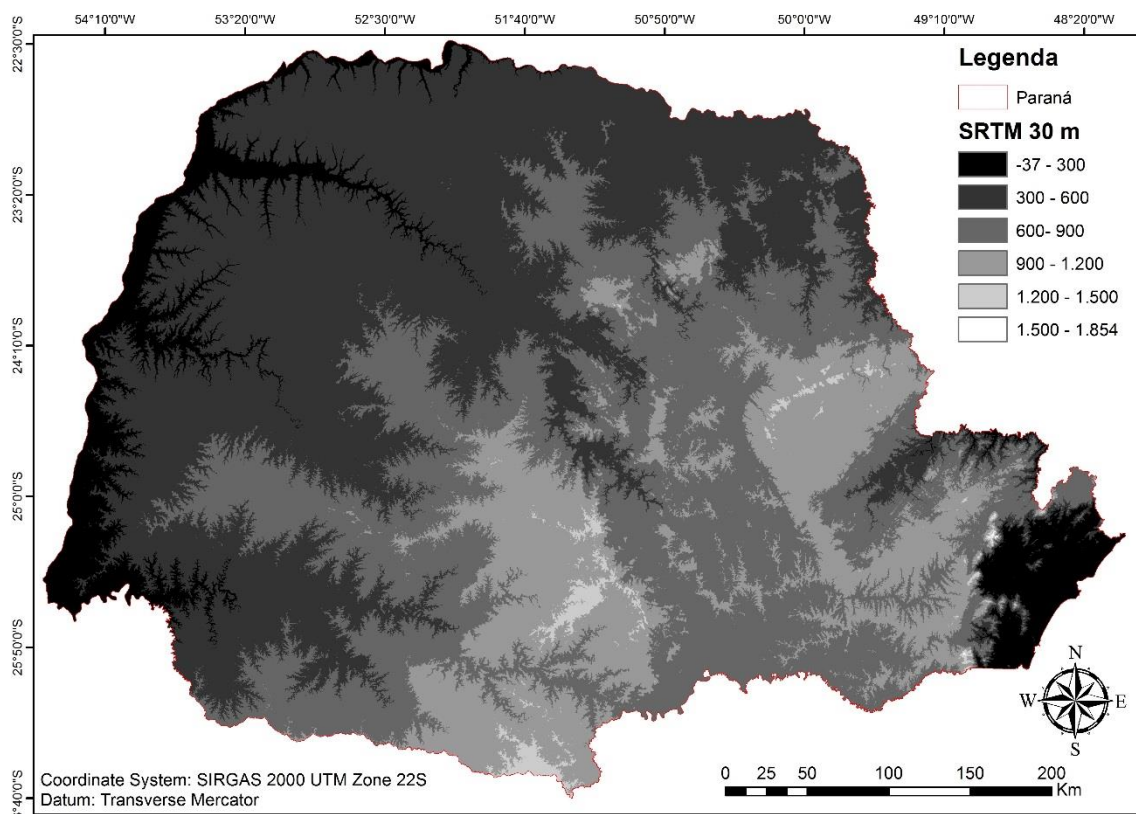 54°10'0"W 53°20'0"W 52°30'0"W 51°40'0"W 50°50'0"W 50°00'0"W 49°10'0"W 48°20'0"W
22°30'0"S
23°20'0"S
24°10'0"S
25°0'0"S
25°50'0"S
°40'0"S
Legenda
Paraná
SRTM 30 m
-37 - 300
300 - 600
600- 900
900 - 1.200
1.200 - 1.500
1.500 - 1.854
N
W E
S
Coordinate System: SIRGAS 2000 UTM Zone 22S
Datum: Transverse Mercator
0 25 50 100 150 200
Km